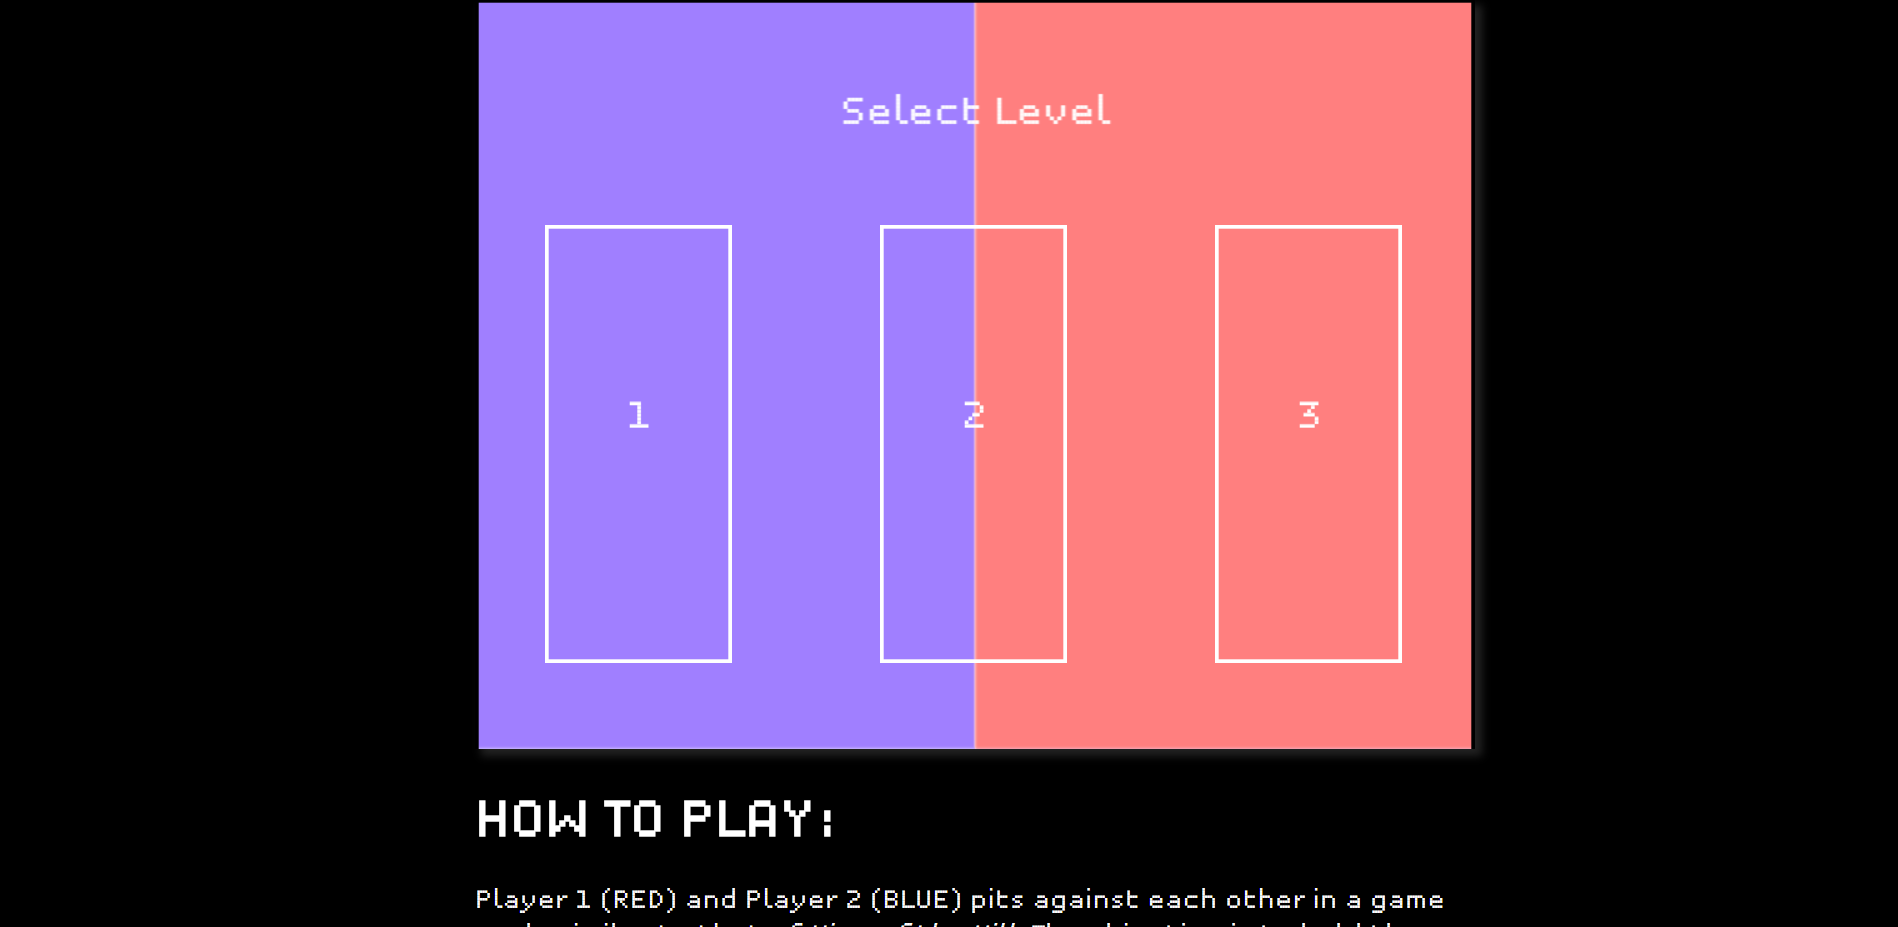 Select Level
1
2
3
HOW TO PLAY:
Player 1 (RED) and Player 2 (BLUE) pits against each other in a game